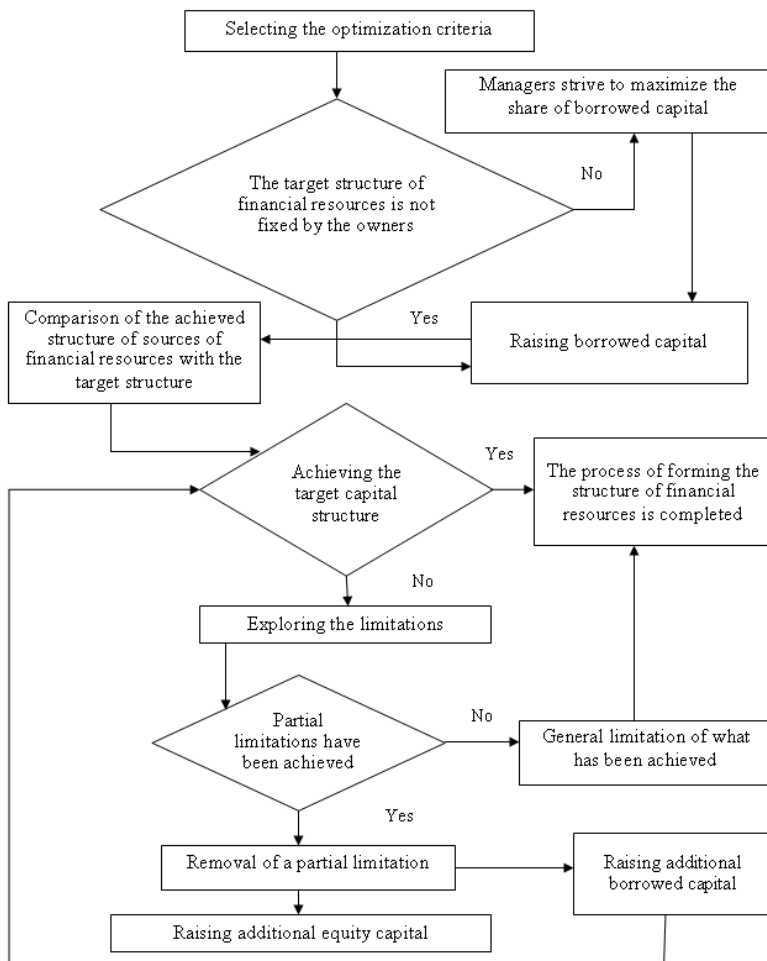 Selecting the optimization criteria
Managers strive to maximize the
share of borrowed capital
No
The target structure of
financial resources is not
fixed by the owners
Comparison of the achieved
structure of sources of
financial resources with the
target structure
Yes
Raising borrowed capital
Achieving the
target capital
structure
Yes
The process of forming the
structure of financial
resources is completed
No
Exploring the limitations
Partial
limitations have
been achieved
No
General limitation of what
has been achieved
Yes
Removal of a partial limitation
Raising additional
borrowed capital
Raising additional equity capital